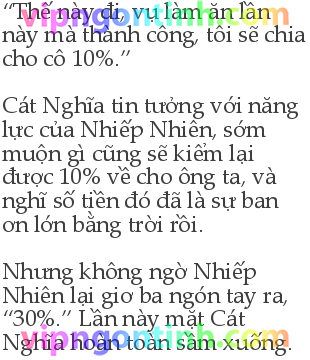 vipngontinh.com
“Thế này đi, vụ làm ăn lần
này mà thành công, tôi sẽ chia
cho cô 10%.”
Cát Nghĩa tin tưởng với năng
lực của Nhiếp Nhiên, sớm
muộn gì cũng sẽ kiếm lại
được 10% về cho ông ta, và
nghĩ số tiền đó đã là sự ban
ơn lớn bằng trời rồi.
Nhưng không ngờ Nhiếp
Nhiên lại giơ ba ngón tay ra,
“30%.” Lần này mặt Cát
vipngontinh.com
Nghĩa hoàn toàn sầm xuống.